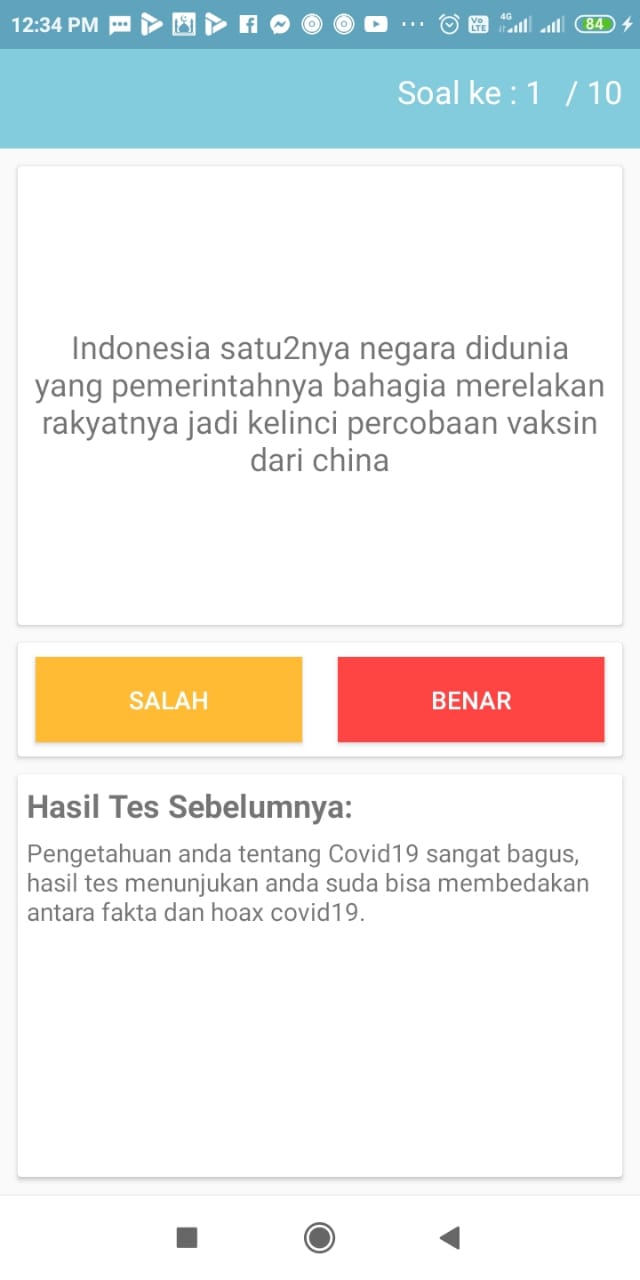 12:34 PM
4G
Vo
LTE
84
Soal ke : 1 / 10
Indonesia satu2nya negara didunia
yang pemerintahnya bahagia merelakan
rakyatnya jadi kelinci percobaan vaksin
dari china
SALAH
BENAR
Hasil Tes Sebelumnya:
Pengetahuan anda tentang Covid19 sangat bagus,
hasil tes menunjukan anda suda bisa membedakan
antara fakta dan hoax covid19.